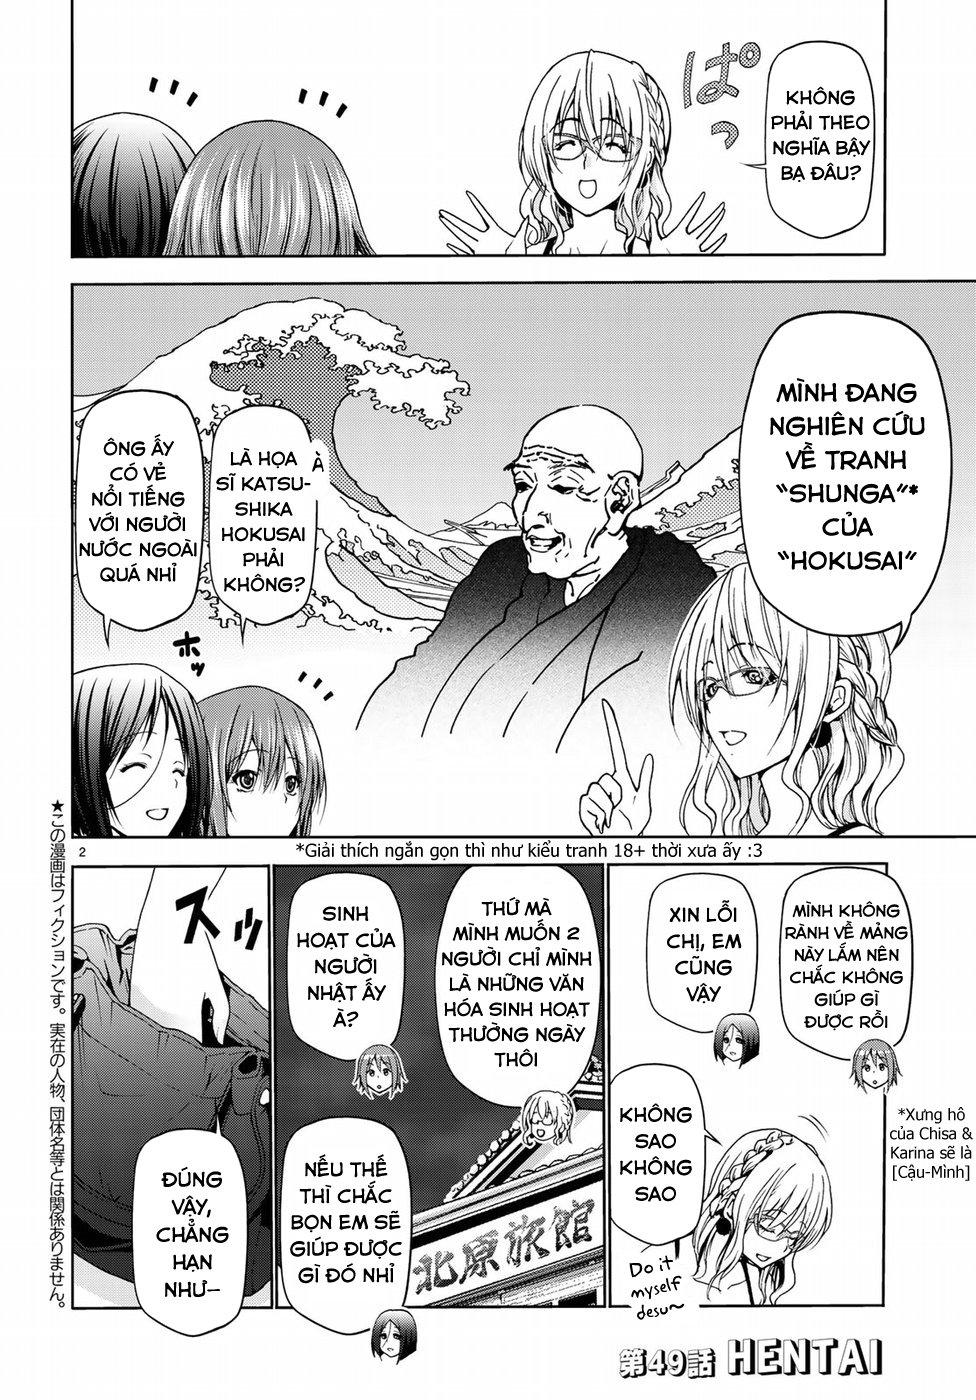 ぱっ
KHÔNG
PHẢI THEO
NGHĨA BẬY
BẠ ĐÂU?
MÌNH ĐANG
NGHIÊN CỨU
VỀ TRANH
“SHUNGA”*
CỦA
“HOKUSAI”
À
LÀ HỌA
SĨ KATSU-
SHIKA
HOKUSAI
PHẢI
KHÔNG?
ÔNG ẤY
CÓ VẺ
NỔI TIẾNG
VỚI NGƯỜI
NƯỚC NGOÀI
QUÁ NHỈ
ホッ
*Giải thích ngắn gọn thì như kiểu tranh 18+ thời xưa ấy :3
2
★この漫画はフィクションです。実在の人物、団体名等とは関係ありません。
MÌNH KHÔNG
RÀNH VỀ MẢNG
NÀY LẮM NÊN
CHẮC KHÔNG
GIÚP GÌ
ĐƯỢC RỒI
XIN LỖI
CHỊ, EM
CŨNG
VẬY
KHÔNG
SAO
KHÔNG
SAO
Do it
myself
desu~
*Xưng hô
của Chisa &
Karina sẽ là
[Cậu-Mình]
THỨ MÀ
MÌNH MUỐN 2
NGƯỜI CHỈ MÌNH
LÀ NHỮNG VĂN
HÓA SINH HOẠT
THƯỜNG NGÀY
THÔI
SINH
HOẠT CỦA
NGƯỜI
NHẬT ẤY
À?
NẾU THẾ
THÌ CHẮC
BỌN EM SẼ
GIÚP ĐƯỢC
GÌ ĐÓ NHỈ
北原旅館
スッ
ĐÚNG
VẬY,
CHẲNG
HẠN
NHƯ–
第49話 HENTAI